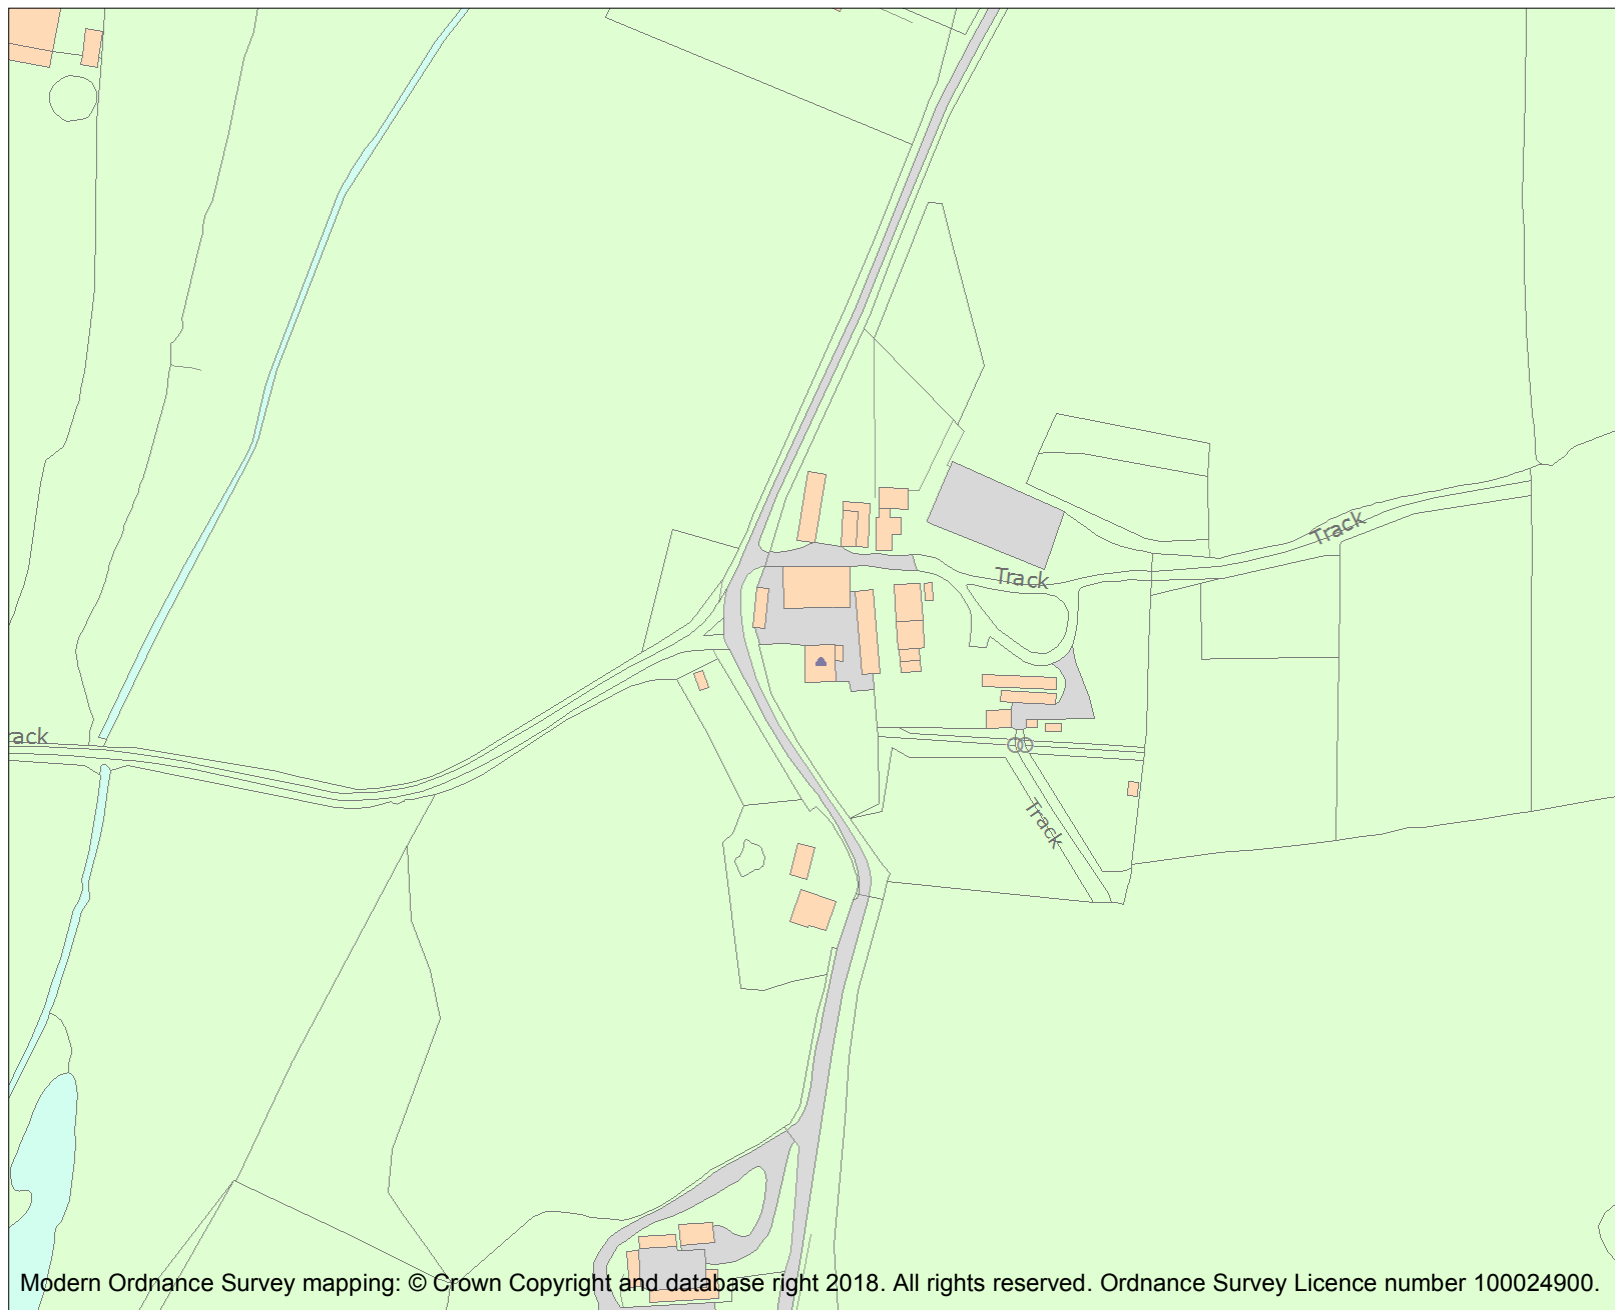 Track
Track
ack
Track
Modern Ordnance Survey mapping: © Crown Copyright and database right 2018. All rights reserved. Ordnance Survey Licence number 100024900.